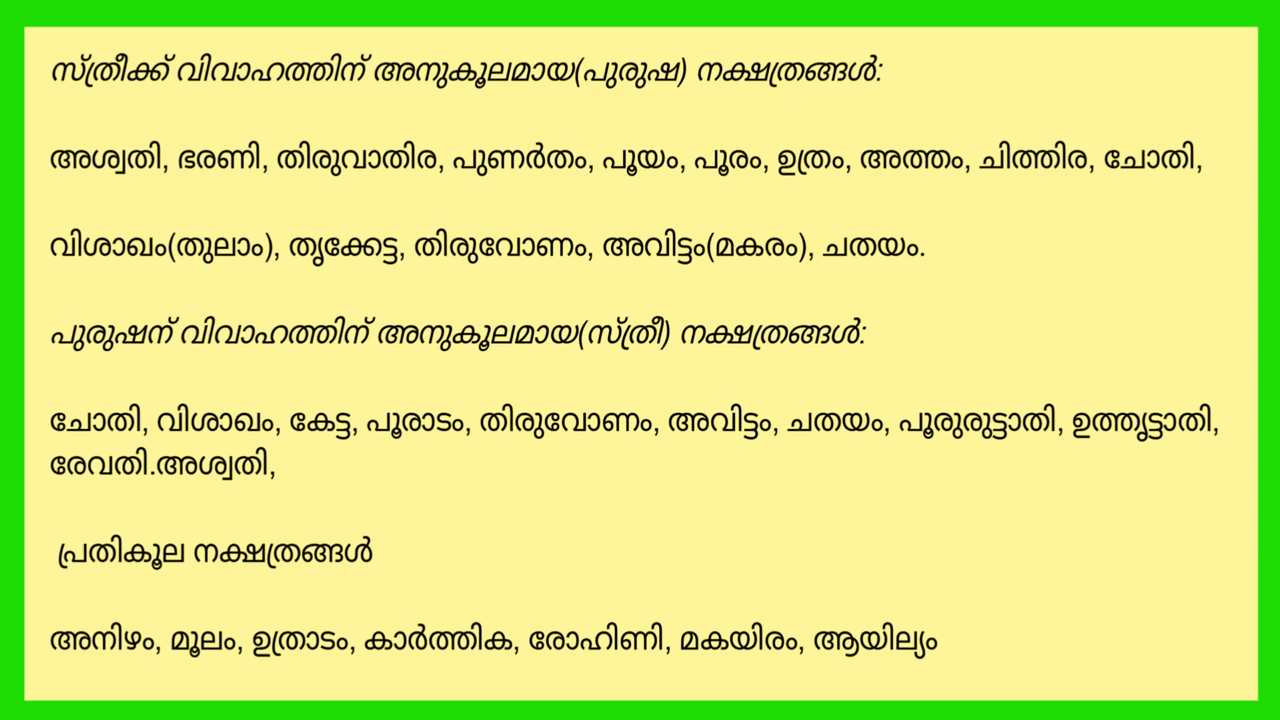 സ്ത്രീക്ക് വിവാഹത്തിന് അനുകൂലമായ(പുരുഷ) നക്ഷത്രങ്ങൾ:
അശ്വതി, ഭരണി, തിരുവാതിര, പുണർതം, പൂയം, പൂരം, ഉത്രം, അത്തം, ചിത്തിര, ചോതി,
വിശാഖം(തുലാം), തൃക്കേട്ട, തിരുവോണം, അവിട്ടം(മകരം), ചതയം.
പുരുഷന് വിവാഹത്തിന് അനുകൂലമായ(സ്ത്രീ) നക്ഷത്രങ്ങൾ:
ചോതി, വിശാഖം, കേട്ട, പൂരാടം, തിരുവോണം, അവിട്ടം, ചതയം, പൂരുരുട്ടാതി, ഉത്തൃട്ടാതി,
രേവതി.അശ്വതി,
പ്രതികൂല നക്ഷത്രങ്ങൾ
അനിഴം, മൂലം, ഉത്രാടം, കാർത്തിക, രോഹിണി, മകയിരം, ആയില്യം